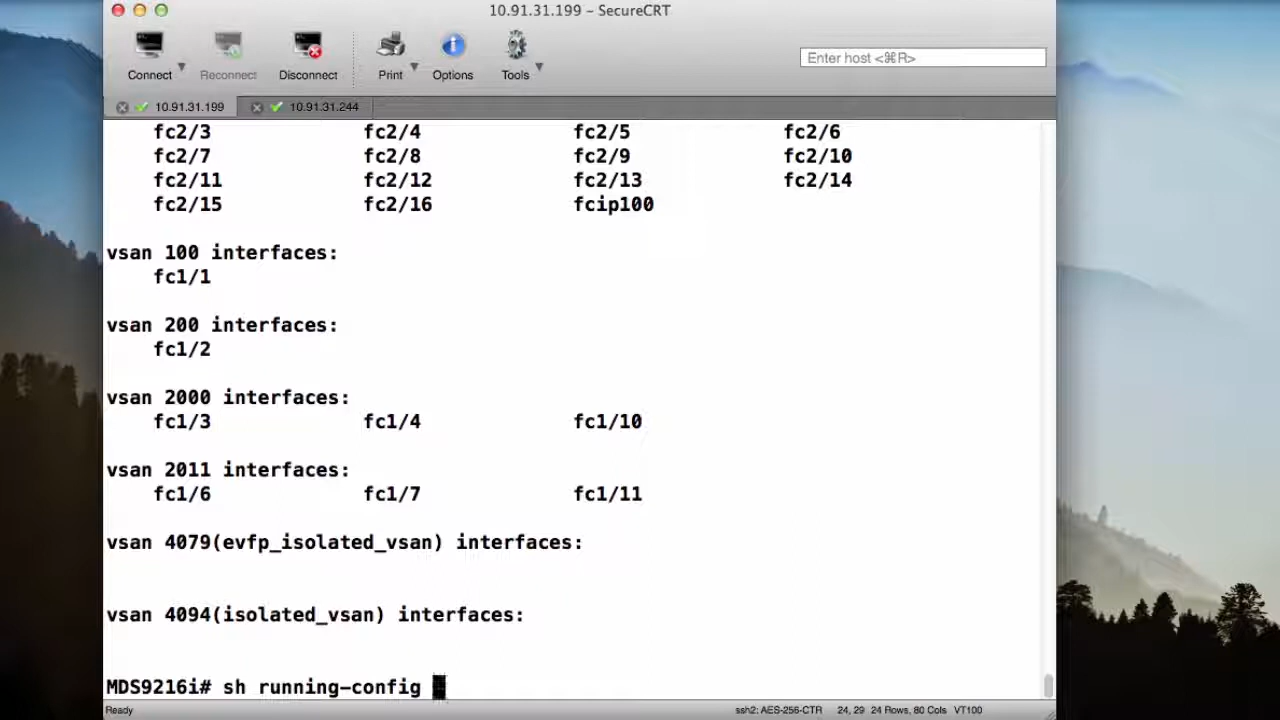 10.91.31.199 – SecureCRT
Connect Reconnect Disconnect Print Options Tools
Enter host <⌘R>
10.91.31.199 10.91.31.244
fc2/3 fc2/4 fc2/5 fc2/6
fc2/7 fc2/8 fc2/9 fc2/10
fc2/11 fc2/12 fc2/13 fc2/14
fc2/15 fc2/16 fcip100
vsan 100 interfaces:
fc1/1
vsan 200 interfaces:
fc1/2
vsan 2000 interfaces:
fc1/3 fc1/4 fc1/10
vsan 2011 interfaces:
fc1/6 fc1/7 fc1/11
vsan 4079(evfp_isolated_vsan) interfaces:
vsan 4094(isolated_vsan) interfaces:
MDS9216i# sh running-config
Ready ssh2: AES-256-CTR 24, 29 24 Rows, 80 Cols VT100